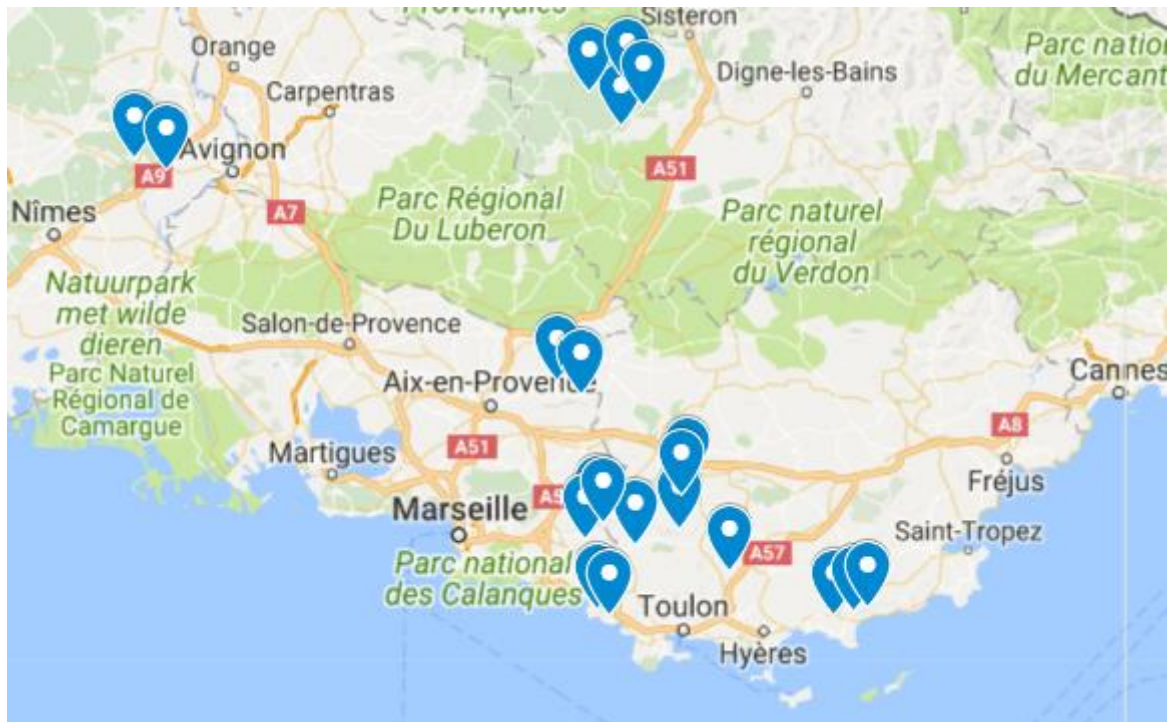 Provençales
Sisteron
Orange
Parc natio
du Mercant
Digne-les-Bains
Carpentras
Avignon
A9
A51
Nîmes
A7
Parc Régional
Du Luberon
Parc naturel
régional
du Verdon
Natuurpark
met wilde
dieren
Parc Naturel
Régional de
Camargue
Salon-de-Provence
Aix-en-Provence
Cannes
A8
Martigues
A51
Fréjus
Marseille
Saint-Tropez
A57
Parc national
des Calanques
Toulon
Hyères